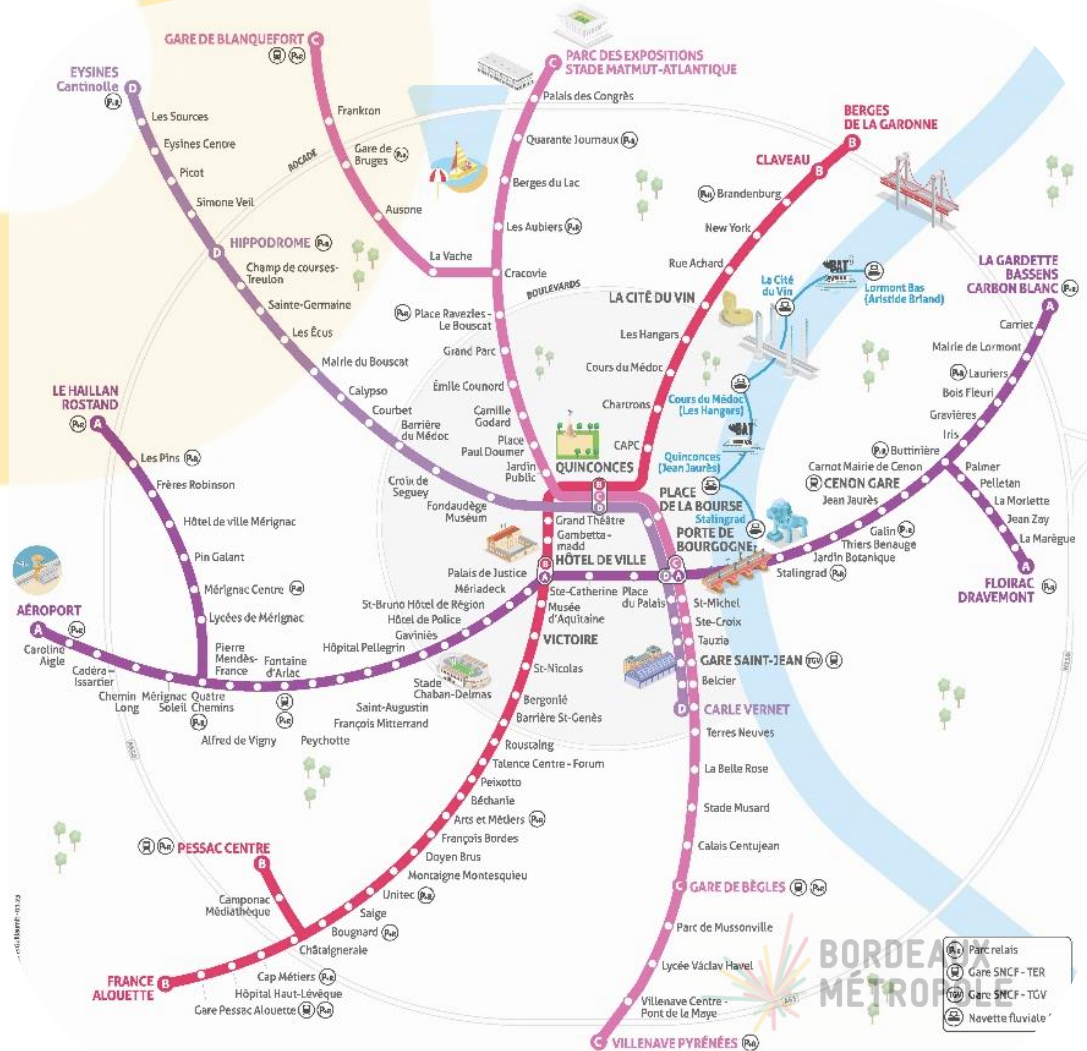 GARE DE BLANQUEFORT
C
P+R
C
PARC DES EXPOSITIONS
STADE MATMUT-ATLANTIQUE
EYSINES
Cantinolle
D
P+R
Les Sources
Eysines Centre
Picot
Simone Veil
HIPPODROME
D
P+R
Champ de courses-
Treulon
Sainte-Germaine
Les Écus
Mairie du Bouscat
Calypso
Courbet
Barrière
du Médoc
Croix de
Seguey
Fondaudège
Muséum
Frankton
Gare de
Bruges
P+R
Ausone
La Vache
ROCADE
Palais des Congrès
Quarante Journaux
P+R
Berges du Lac
Les Aubiers
P+R
Cracovie
BOULEVARDS
P+R
Place Ravezies -
Le Bouscat
Grand Parc
Émile Counord
Camille
Godard
Place
Paul Doumer
Jardin
Public
BERGES
DE LA GARONNE
B
CLAVEAU
B
P+R
Brandenburg
New York
Rue Achard
LA CITÉ DU VIN
Les Hangars
Cours du Médoc
Chartrons
CAPC
QUINCONCES
B
C
D
La Cité
du Vin
BAT
Lormont Bas
(Aristide Briand)
Cours du Médoc
(Les Hangars)
BAT
Quinconces
(Jean Jaurès)
Stalingrad
LA GARDETTE
BASSENS
CARBON BLANC
P+R
A
Carriet
Mairie de Lormont
P+R
Lauriers
Bois Fleuri
Gravières
Iris
P+R
Buttinière
Carnot Mairie de Cenon
CENON GARE
Jean Jaurès
Galin
P+R
Thiers Benauge
Jardin Botanique
Stalingrad
P+R
Palmer
Pelletan
La Morlette
Jean Zay
La Marègue
A
FLOIRAC
DRAVEMONT
P+R
PLACE
DE LA BOURSE
PORTE DE
BOURGOGNE
C
D
A
Grand Théâtre
Gambetta -
madd
HÔTEL DE VILLE
B
A
Ste-Catherine
Place
du Palais
Palais de Justice
Mériadeck
St-Bruno Hôtel de Région
Hôtel de Police
Gaviniès
Hôpital Pellegrin
Stade
Chaban-Delmas
Saint-Augustin
François Mitterrand
Peychotte
Fontaine
d'Arlac
P+R
Alfred de Vigny
Pierre
Mendès-
France
Quatre
Chemins
P+R
Mérignac
Soleil
Chemin
Long
Cadéra-
Issartier
Caroline
Aigle
AÉROPORT
A
P+R
LE HAILLAN
ROSTAND
A
P+R
Les Pins
P+R
Frères Robinson
Hôtel de ville Mérignac
Pin Galant
Mérignac Centre
P+R
Lycées de Mérignac
Musée
d'Aquitaine
VICTOIRE
St-Nicolas
Bergonié
Barrière St-Genès
Roustaing
Talence Centre - Forum
Peixotto
Béthanie
Arts et Métiers
P+R
François Bordes
Doyen Brus
Montaigne Montesquieu
Unitec
P+R
Saige
Bougnard
P+R
Châtaigneraie
Cap Métiers
P+R
Hôpital Haut-Lévêque
Gare Pessac Alouette
P+R
P+R
PESSAC CENTRE
B
Camponac
Médiathèque
FRANCE
ALOUETTE
B
St-Michel
Ste-Croix
Tauzia
GARE SAINT-JEAN
TGV
Belcier
D
CARLE VERNET
Terres Neuves
La Belle Rose
Stade Musard
Calais Centujean
C
GARE DE BÈGLES
P+R
Parc de Mussonville
Lycée Václav Havel
Villenave Centre -
Pont de la Maye
C
VILLENAVE PYRÉNÉES
P+R
BORDEAUX
MÉTROPOLE
P+R
Parc relais
Gare SNCF - TER
TGV
Gare SNCF - TGV
Navette fluviale